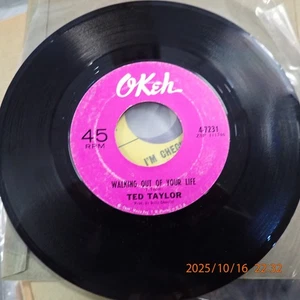 OKeh
45
RPM
4-7231
I'M CHEC
WALKING OUT OF YOUR LIFE
TED TAYLOR
2025/10/16